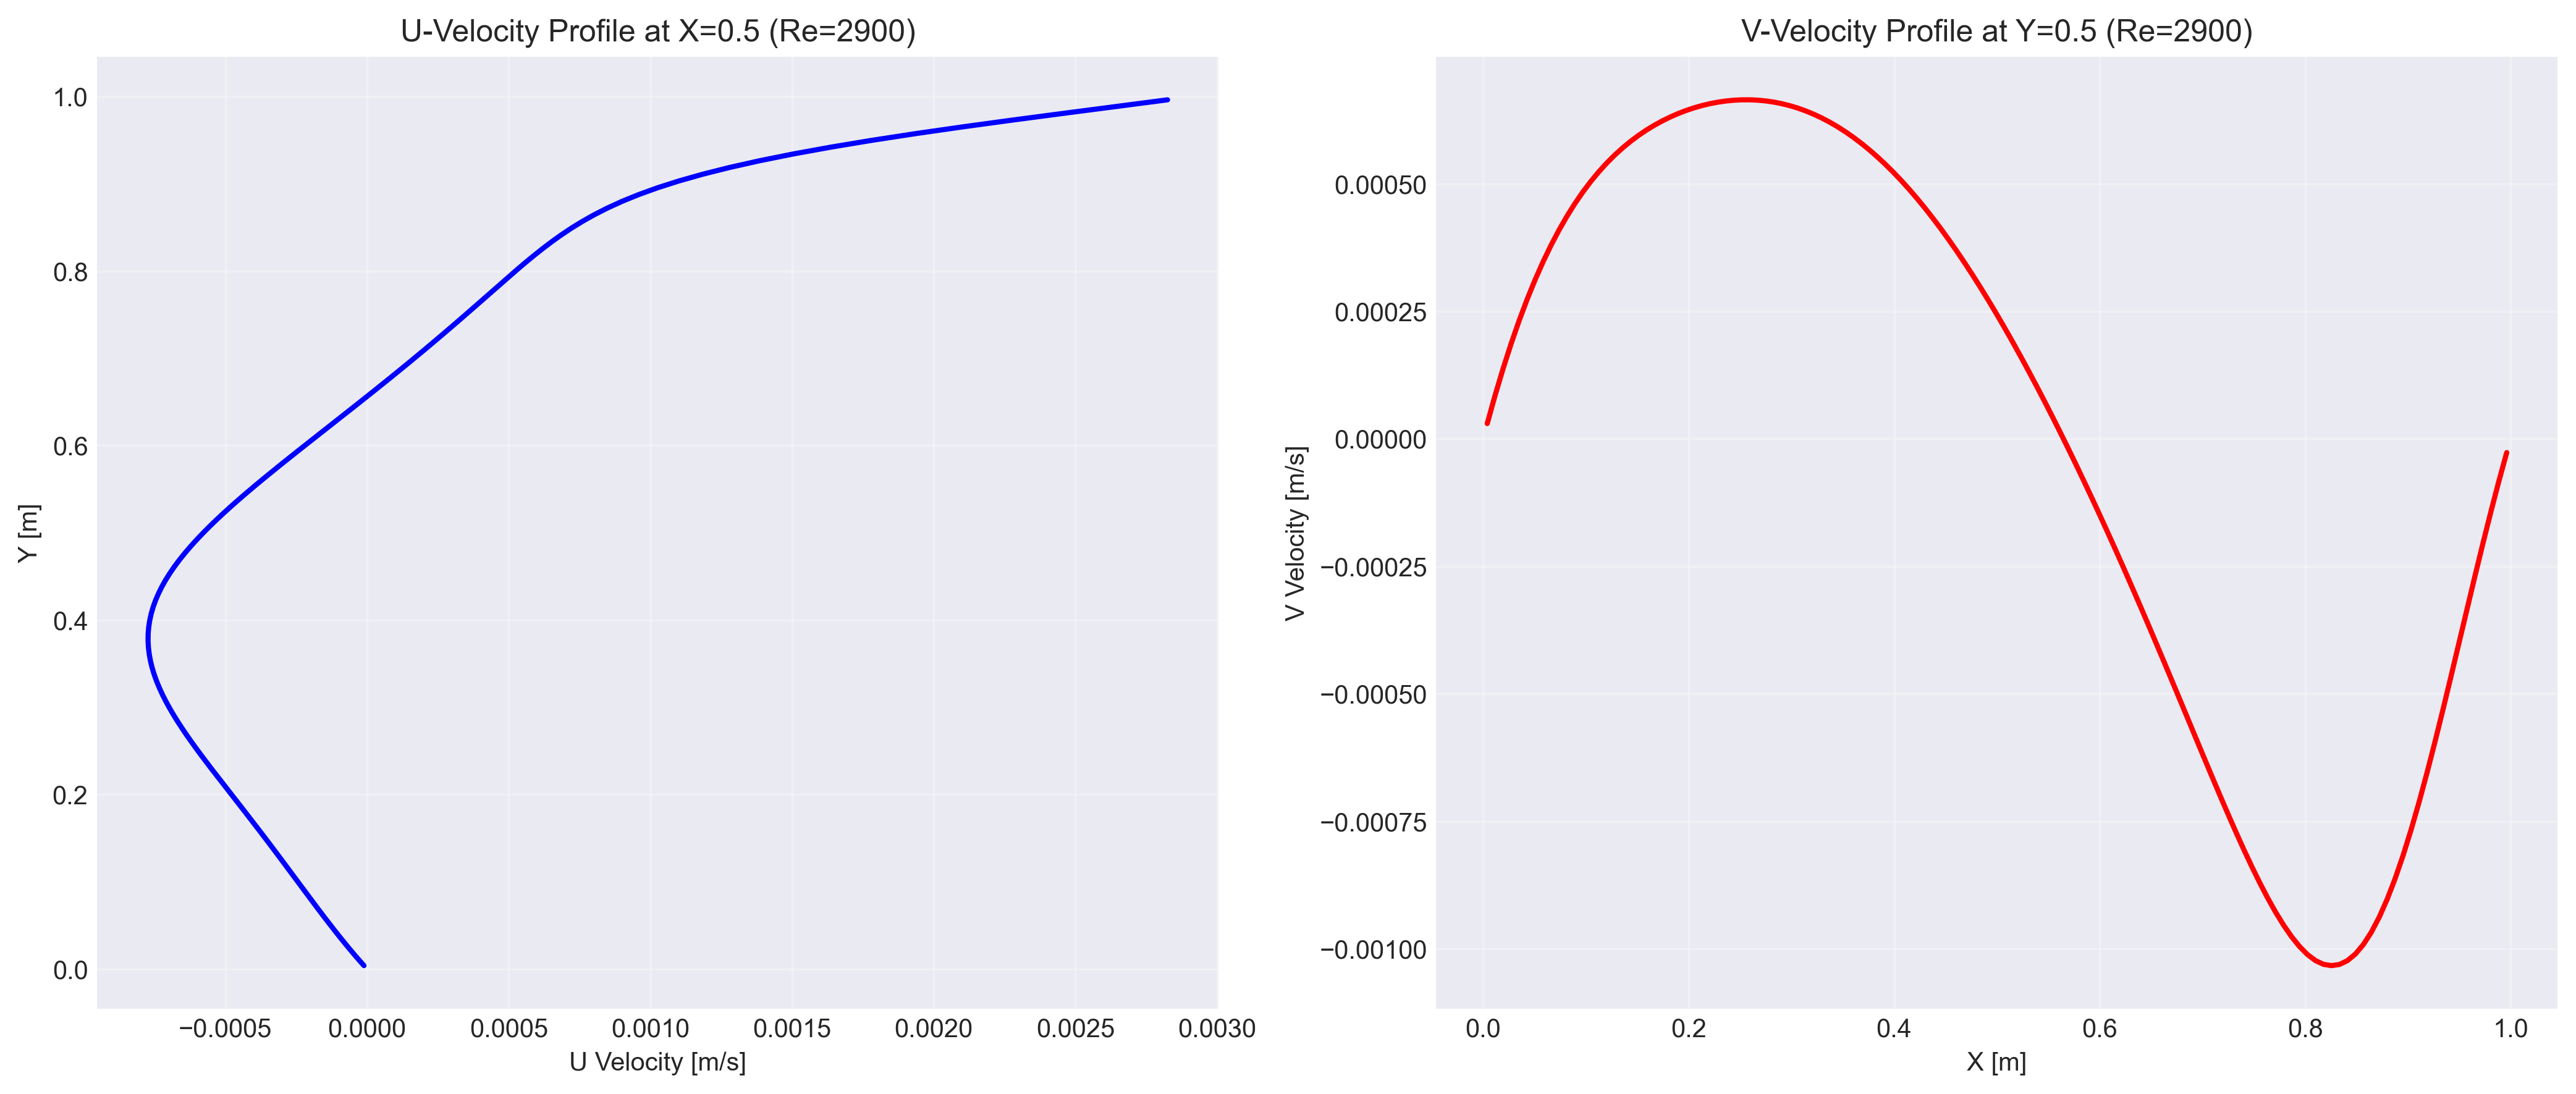 U-Velocity Profile at X=0.5 (Re=2900)
Y [m]
1.0
0.8
0.6
0.4
0.2
0.0
−0.0005 0.0000 0.0005 0.0010 0.0015 0.0020 0.0025 0.0030
U Velocity [m/s]
V-Velocity Profile at Y=0.5 (Re=2900)
V Velocity [m/s]
0.00050
0.00025
0.00000
−0.00025
−0.00050
−0.00075
−0.00100
0.0 0.2 0.4 0.6 0.8 1.0
X [m]